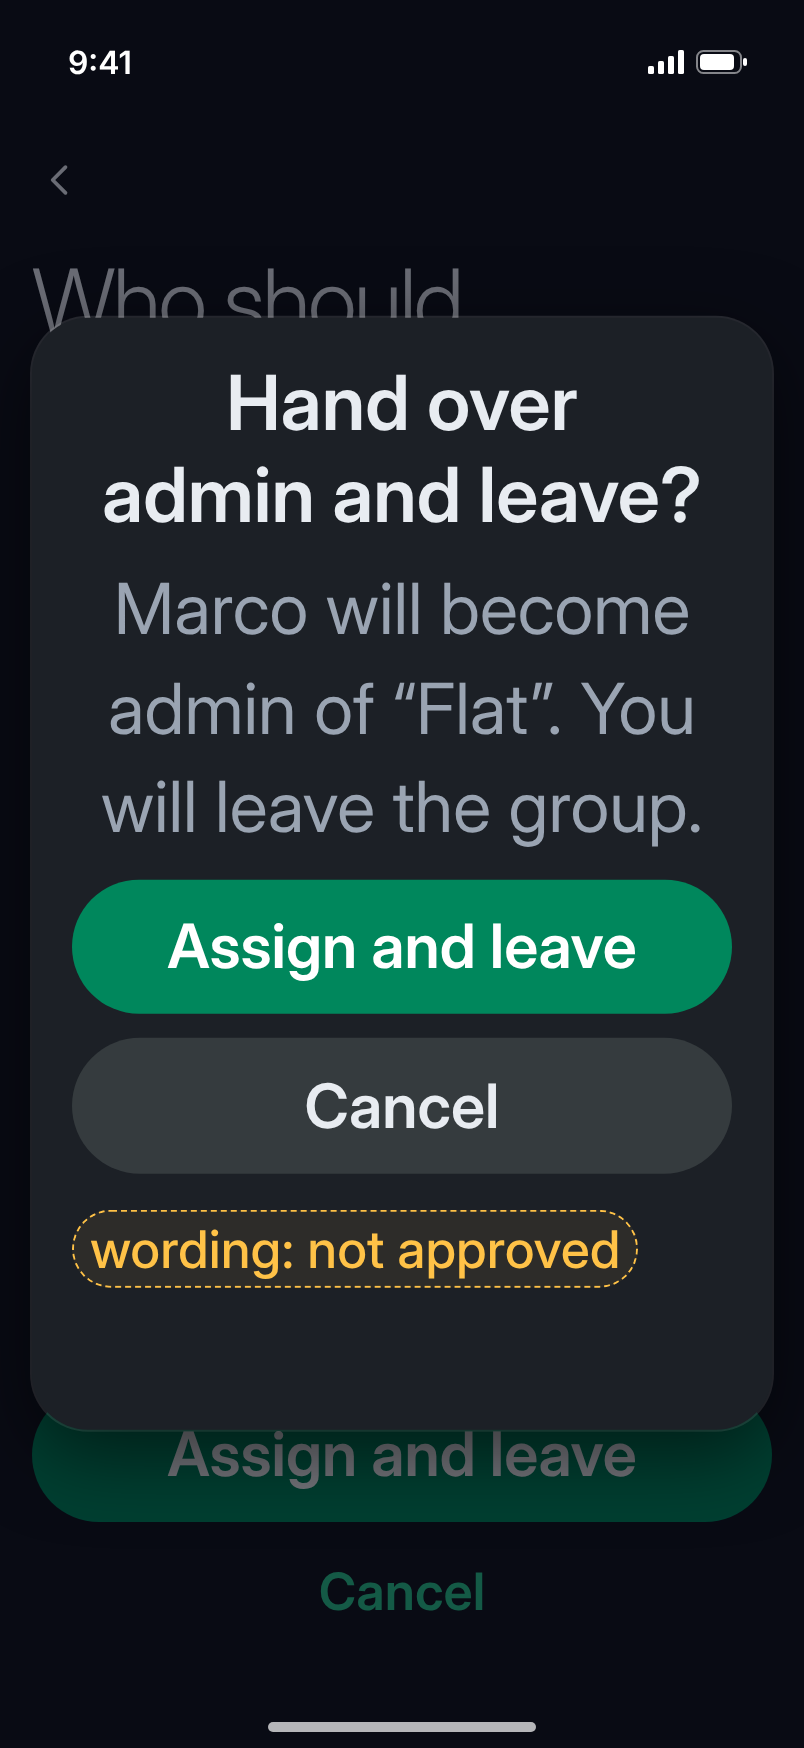 9:41
Who should
Hand over
admin and leave?
Marco will become
admin of “Flat”. You
will leave the group.
Assign and leave
Cancel
wording: not approved
Assign and leave
Cancel